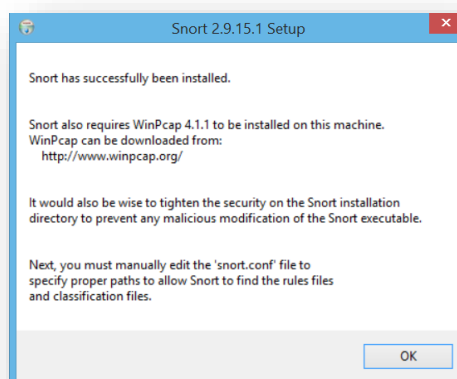 Snort 2.9.15.1 Setup
Snort has successfully been installed.
Snort also requires WinPcap 4.1.1 to be installed on this machine.
WinPcap can be downloaded from:
http://www.winpcap.org/
It would also be wise to tighten the security on the Snort installation
directory to prevent any malicious modification of the Snort executable.
Next, you must manually edit the 'snort.conf' file to
specify proper paths to allow Snort to find the rules files
and classification files.
OK